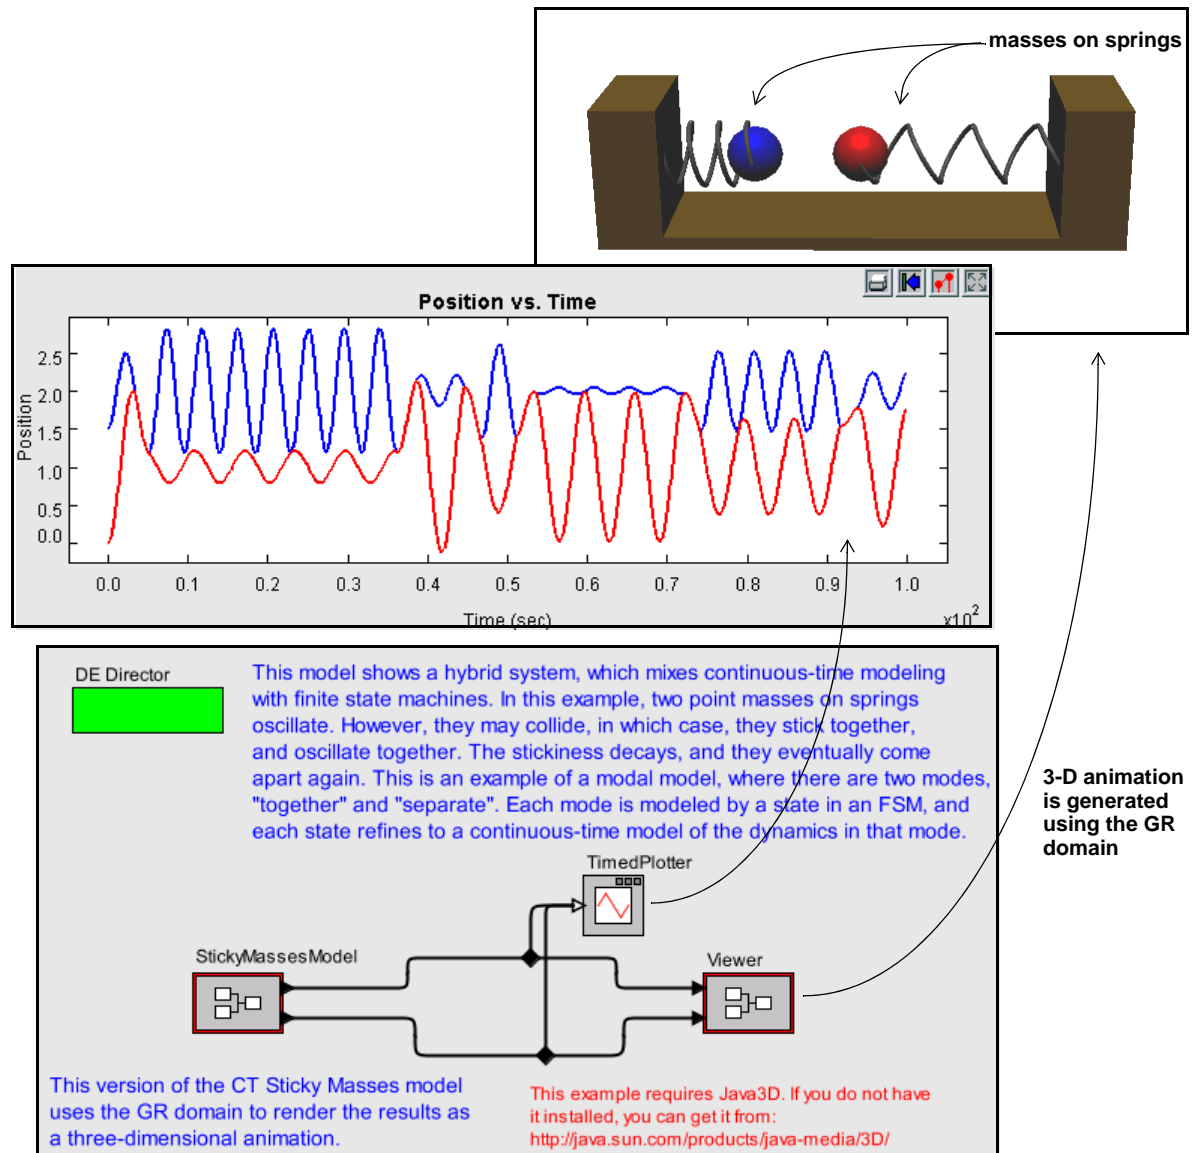 masses on springs
Position vs. Time
Position
2.5
2.0
1.5
1.0
0.5
0.0
0.0 0.1 0.2 0.3 0.4 0.5 0.6 0.7 0.8 0.9 1.0
Time (sec)
x10^2
DE Director
This model shows a hybrid system, which mixes continuous-time modeling
with finite state machines. In this example, two point masses on springs
oscillate. However, they may collide, in which case, they stick together,
and oscillate together. The stickiness decays, and they eventually come
apart again. This is an example of a modal model, where there are two modes,
"together" and "separate". Each mode is modeled by a state in an FSM, and
each state refines to a continuous-time model of the dynamics in that mode.
3-D animation
is generated
using the GR
domain
TimedPlotter
StickyMassesModel
Viewer
This version of the CT Sticky Masses model
uses the GR domain to render the results as
a three-dimensional animation.
This example requires Java3D. If you do not have
it installed, you can get it from:
http://java.sun.com/products/java-media/3D/